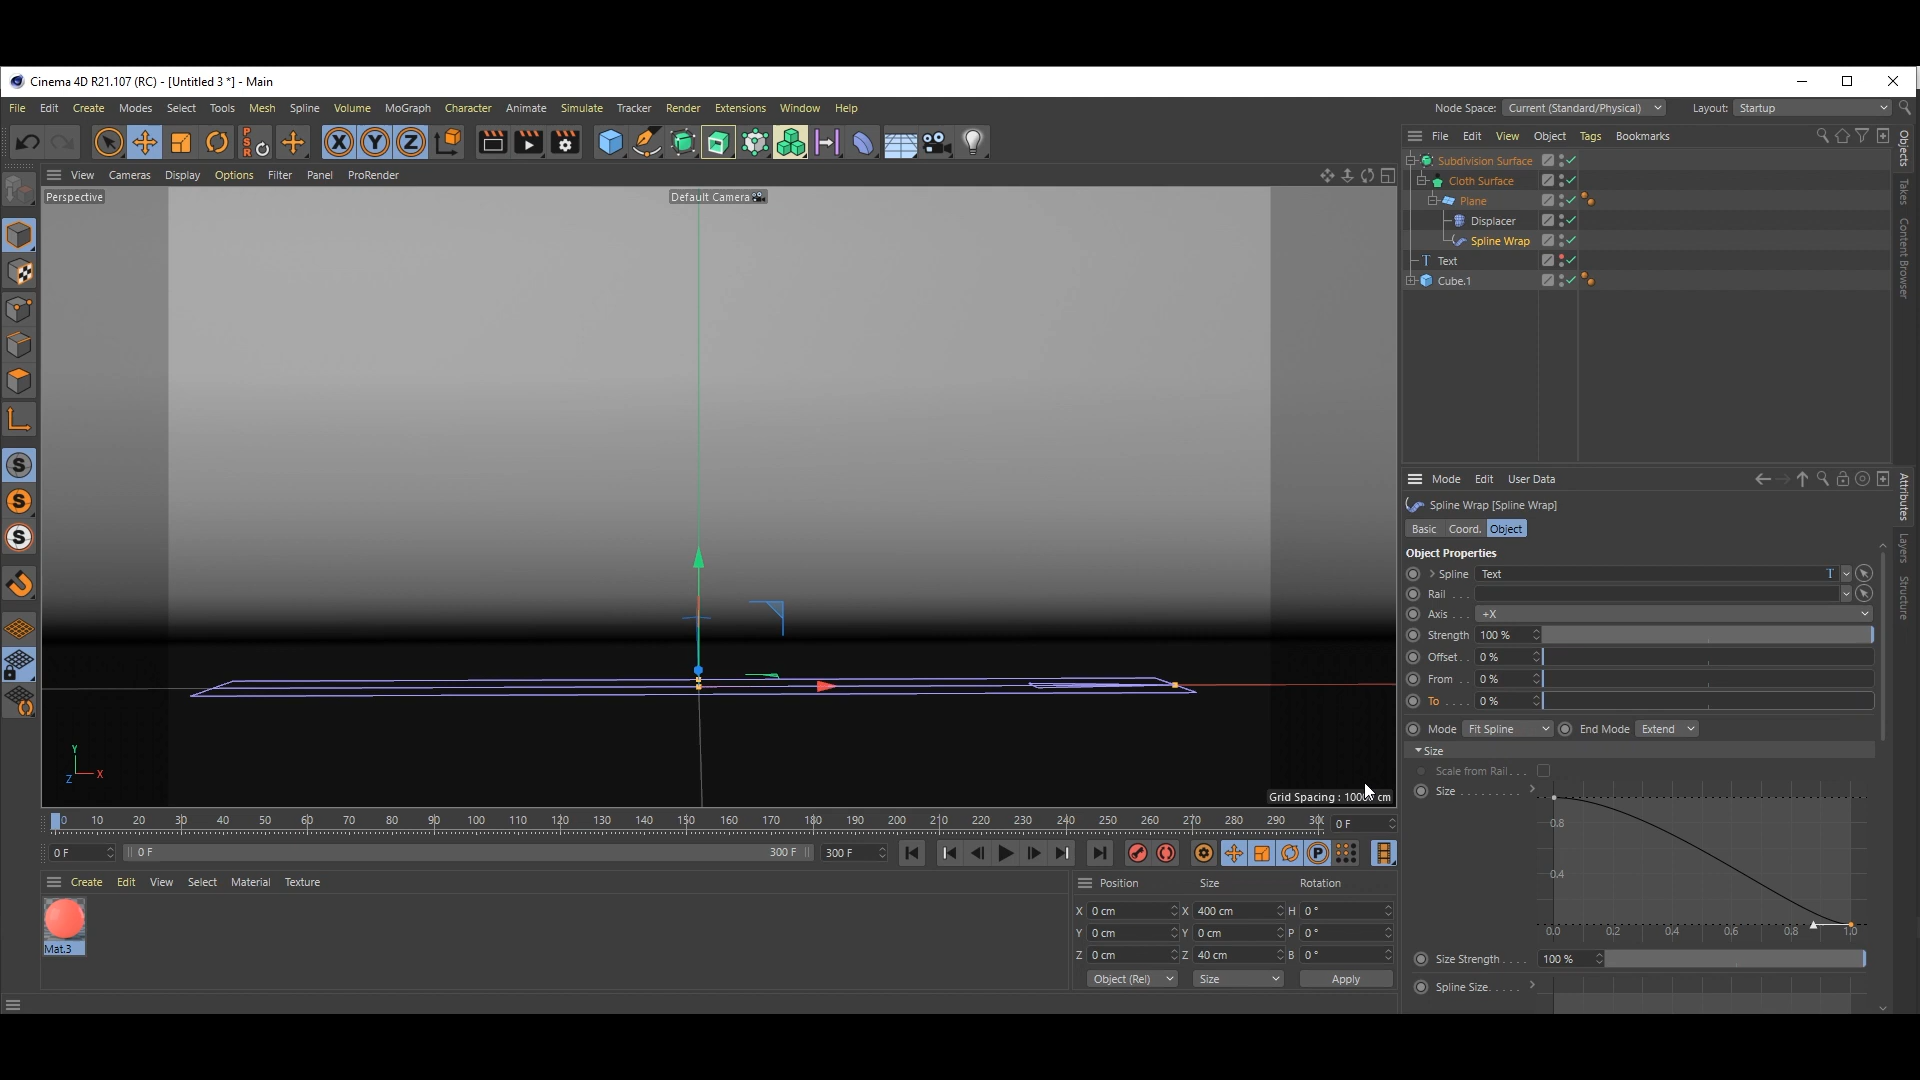 Cinema 4D R21.107 (RC) - [Untitled 3 *] - Main
File Edit Create Modes Select Tools Mesh Spline Volume MoGraph Character Animate Simulate Tracker Render Extensions Window Help
Node Space: Current (Standard/Physical) Layout: Startup
P
S
R
X Y Z
View Cameras Display Options Filter Panel ProRender
Perspective
Default Camera
S
S
S
Y
Z X
Grid Spacing : 1000 cm
File Edit View Object Tags Bookmarks
Subdivision Surface
Cloth Surface
Plane
Displacer
Spline Wrap
T Text
Cube.1
Objects
Takes
Content Browser
Mode Edit User Data
Spline Wrap [Spline Wrap]
Basic Coord. Object
Object Properties
Spline Text T
Rail . . .
Axis . . . +X
Strength 100 %
Offset . . 0 %
From . . 0 %
To . . . . 0 %
Mode Fit Spline End Mode Extend
Size
Scale from Rail . . .
Size . . . . . . . . .
0.8
0.4
0.0 0.2 0.4 0.6 0.8 1.0
Size Strength . . . . 100 %
Spline Size. . . . .
Attributes
Layers
Structure
0 10 20 30 40 50 60 70 80 90 100 110 120 130 140 150 160 170 180 190 200 210 220 230 240 250 260 270 280 290 0 F
0 F 0 F 300 F 300 F P
Create Edit View Select Material Texture
Mat.3
Position Size Rotation
X 0 cm X 400 cm H 0 °
Y 0 cm Y 0 cm P 0 °
Z 0 cm Z 40 cm B 0 °
Object (Rel) Size Apply